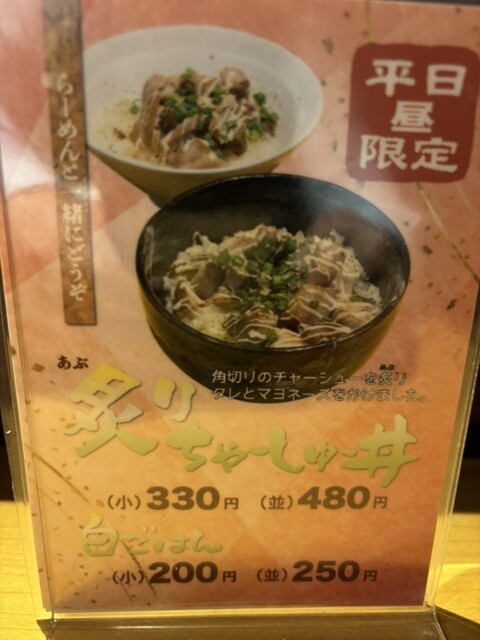 らーめんと一緒にどうぞ
平日
昼
限定
角切りのチャーシューを炙り
タレとマヨネーズをかけました。
あぶ
炙りちゃーしゅー丼
(小)330円 (並)480円
白ごはん
(小)200円 (並)250円